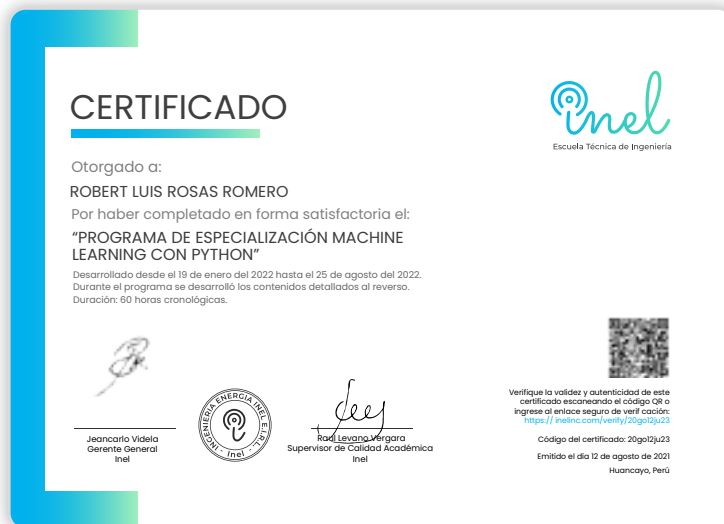 CERTIFICADO
inel
Escuela Técnica de Ingeniería
Otorgado a:
ROBERT LUIS ROSAS ROMERO
Por haber completado en forma satisfactoria el:
“PROGRAMA DE ESPECIALIZACIÓN MACHINE
LEARNING CON PYTHON”
Desarrollado desde el 19 de enero del 2022 hasta el 25 de agosto del 2022.
Durante el programa se desarrolló los contenidos detallados al reverso.
Duración: 60 horas cronológicas.
Jeancarlo Videla
Gerente General
Inel
INGENIERIA ENERGIA INEL E.I.R.L.
- Inel -
Raúl Levano Vergara
Supervisor de Calidad Académica
Inel
Verifique la validez y autenticidad de este
certificado escaneando el código QR o
ingrese al enlace seguro de verif cación:
https:// inelinc.com/verify/20go12ju23
Código del certificado: 20go12ju23
Emitido el día 12 de agosto de 2021
Huancayo, Perú